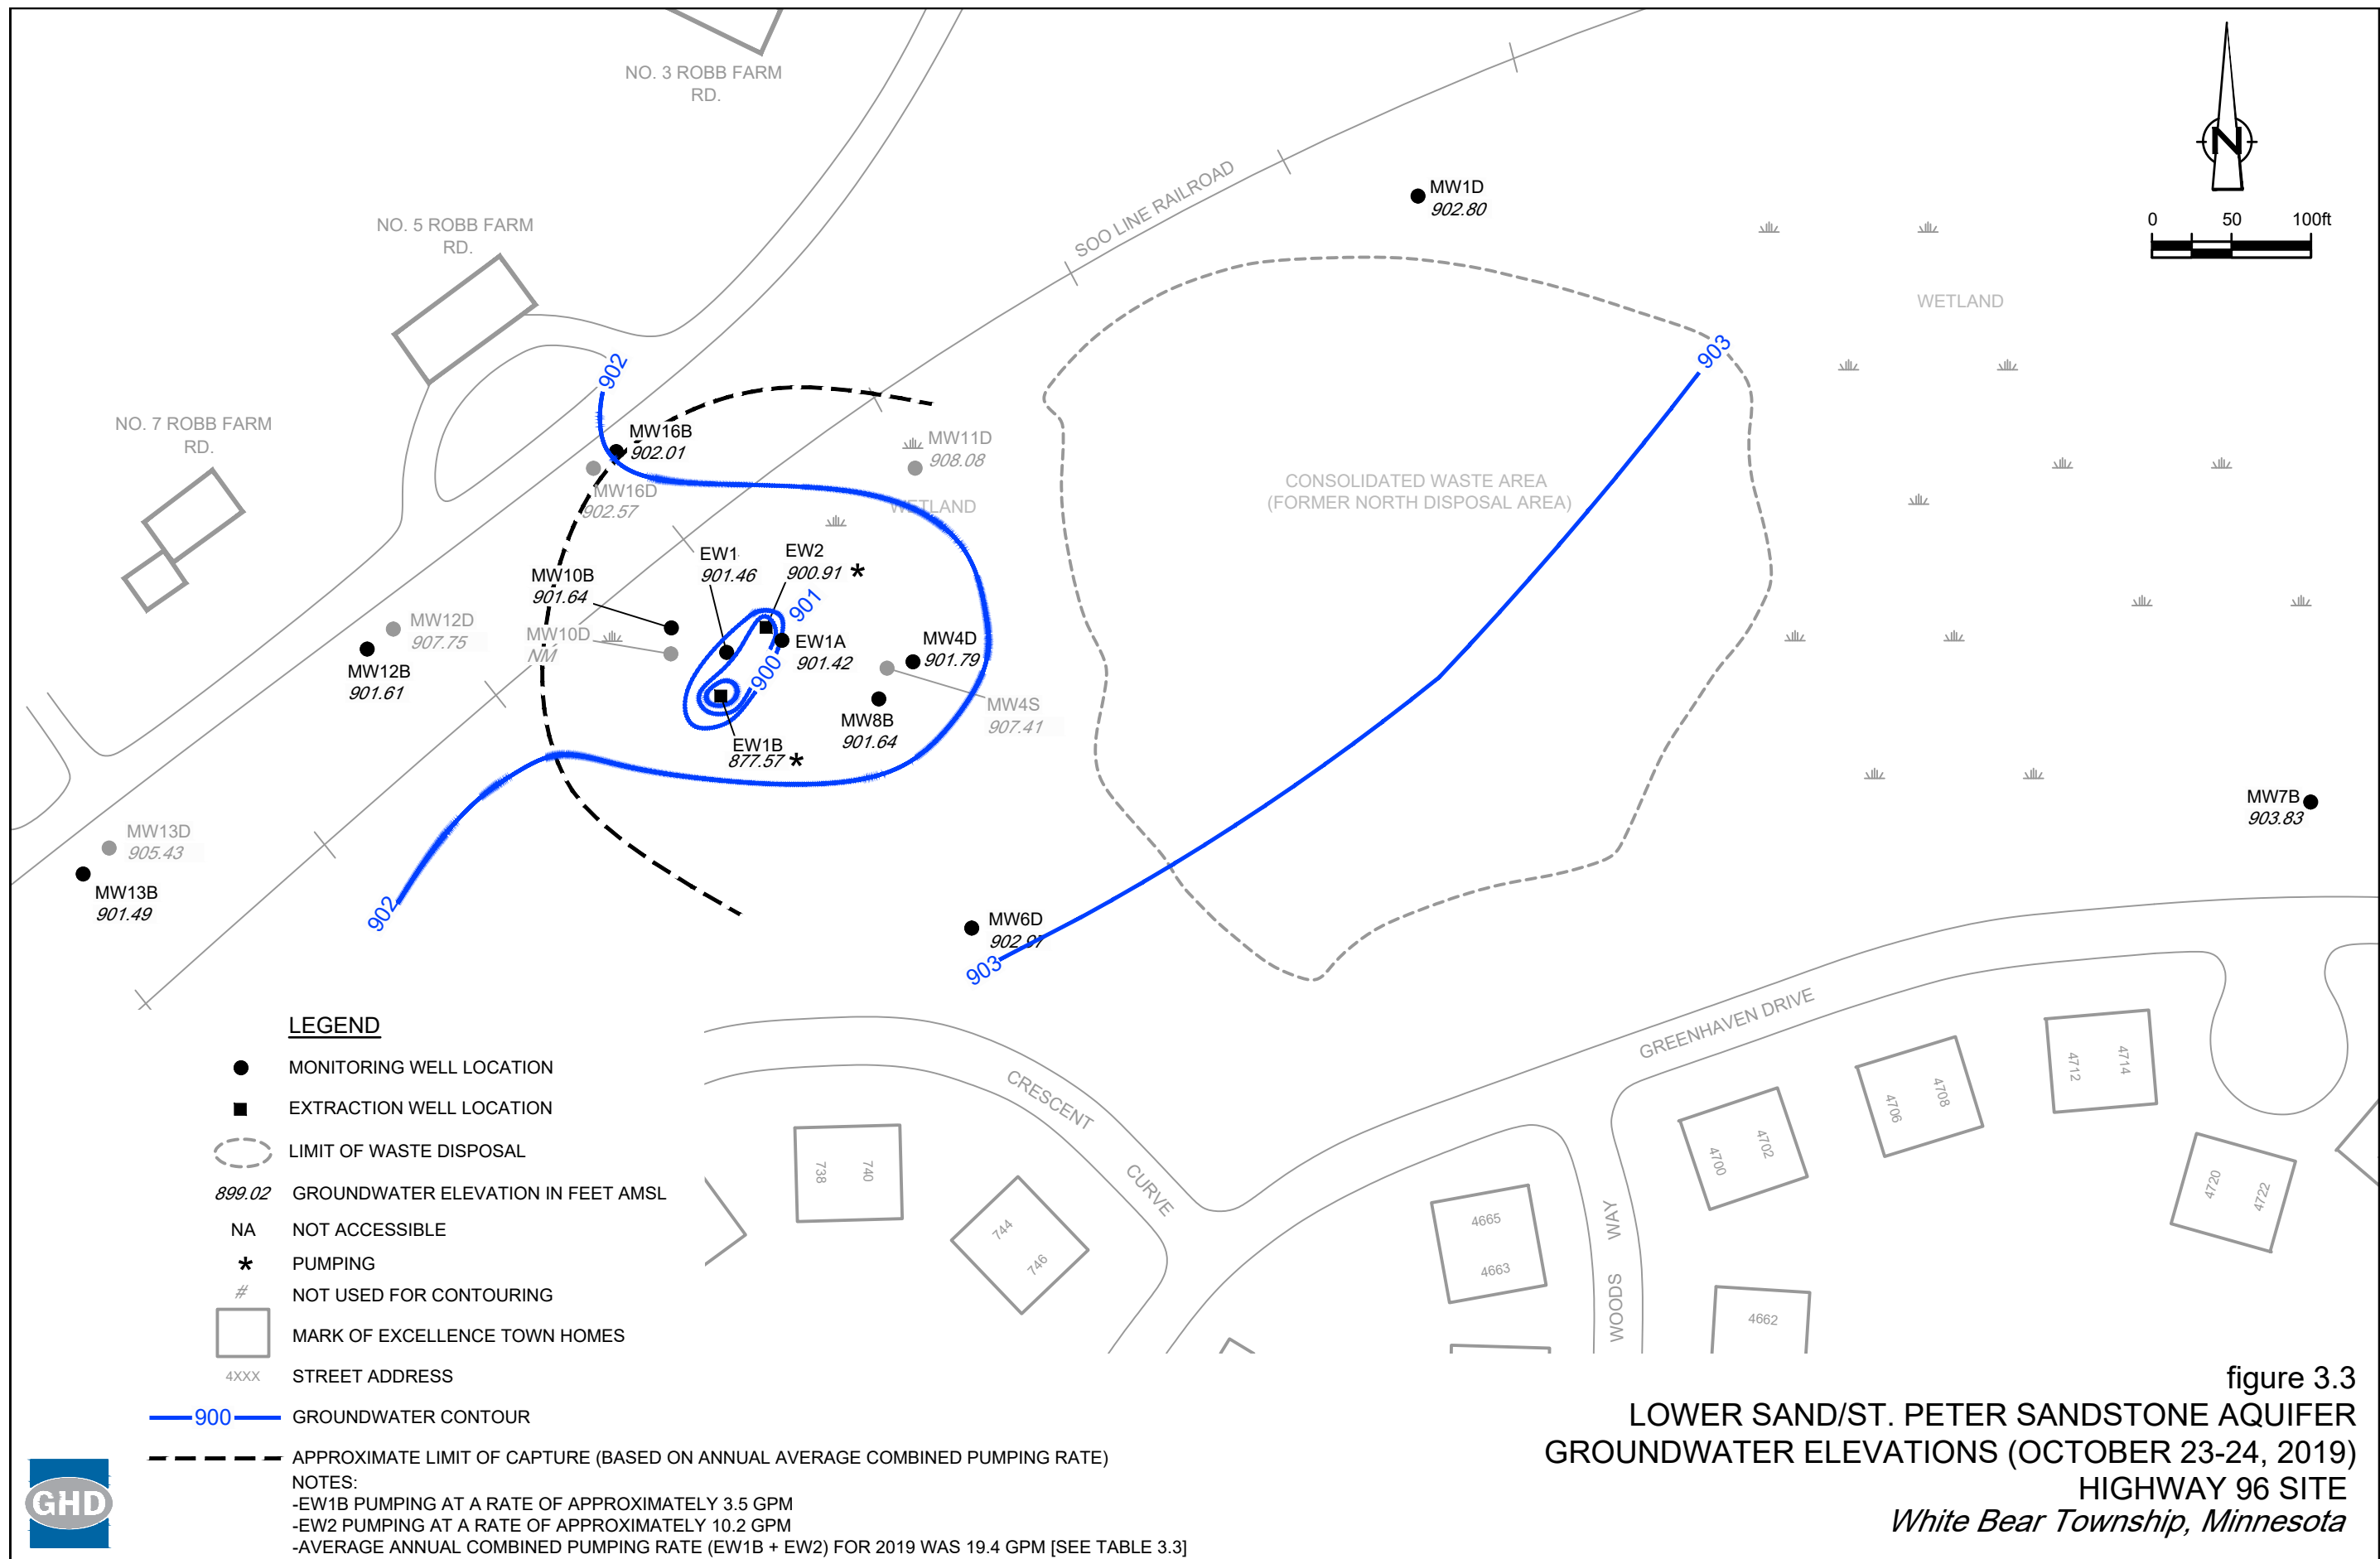 NO. 3 ROBB FARM
RD.
NO. 5 ROBB FARM
RD.
NO. 7 ROBB FARM
RD.
SOO LINE RAILROAD
MW1D
902.80
N
0 50 100ft
WETLAND
902
903
MW16B
902.01
MW16D
902.57
MW11D
908.08
WETLAND
CONSOLIDATED WASTE AREA
(FORMER NORTH DISPOSAL AREA)
EW1
901.46
EW2
900.91 *
901
MW10B
901.64
MW10D
NM
MW12D
907.75
MW12B
901.61
EW1A
901.42
900
MW4D
901.79
MW4S
907.41
MW8B
901.64
EW1B
877.57 *
MW7B
903.83
MW13D
905.43
MW13B
901.49
902
MW6D
902.97
903
GREENHAVEN DRIVE
CRESCENT
CURVE
WOODS WAY
738
740
744
746
4665
4663
4700
4702
4706
4708
4712
4714
4720
4722
4662
LEGEND
MONITORING WELL LOCATION
EXTRACTION WELL LOCATION
LIMIT OF WASTE DISPOSAL
899.02 GROUNDWATER ELEVATION IN FEET AMSL
NA NOT ACCESSIBLE
* PUMPING
# NOT USED FOR CONTOURING
MARK OF EXCELLENCE TOWN HOMES
4XXX STREET ADDRESS
900 GROUNDWATER CONTOUR
APPROXIMATE LIMIT OF CAPTURE (BASED ON ANNUAL AVERAGE COMBINED PUMPING RATE)
NOTES:
-EW1B PUMPING AT A RATE OF APPROXIMATELY 3.5 GPM
-EW2 PUMPING AT A RATE OF APPROXIMATELY 10.2 GPM
-AVERAGE ANNUAL COMBINED PUMPING RATE (EW1B + EW2) FOR 2019 WAS 19.4 GPM [SEE TABLE 3.3]
GHD
figure 3.3
LOWER SAND/ST. PETER SANDSTONE AQUIFER
GROUNDWATER ELEVATIONS (OCTOBER 23-24, 2019)
HIGHWAY 96 SITE
White Bear Township, Minnesota